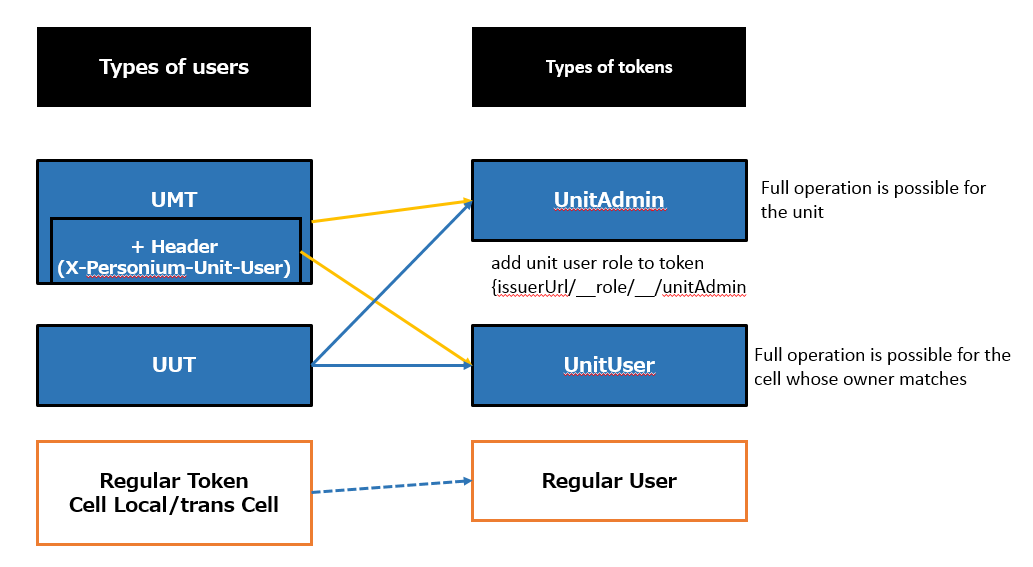 Types of users
Types of tokens
UMT
+ Header
(X-Personium-Unit-User)
UnitAdmin
Full operation is possible for
the unit
add unit user role to token
{issuerUrl/__role/__/unitAdmin
UUT
UnitUser
Full operation is possible for the
cell whose owner matches
Regular Token
Cell Local/trans Cell
Regular User